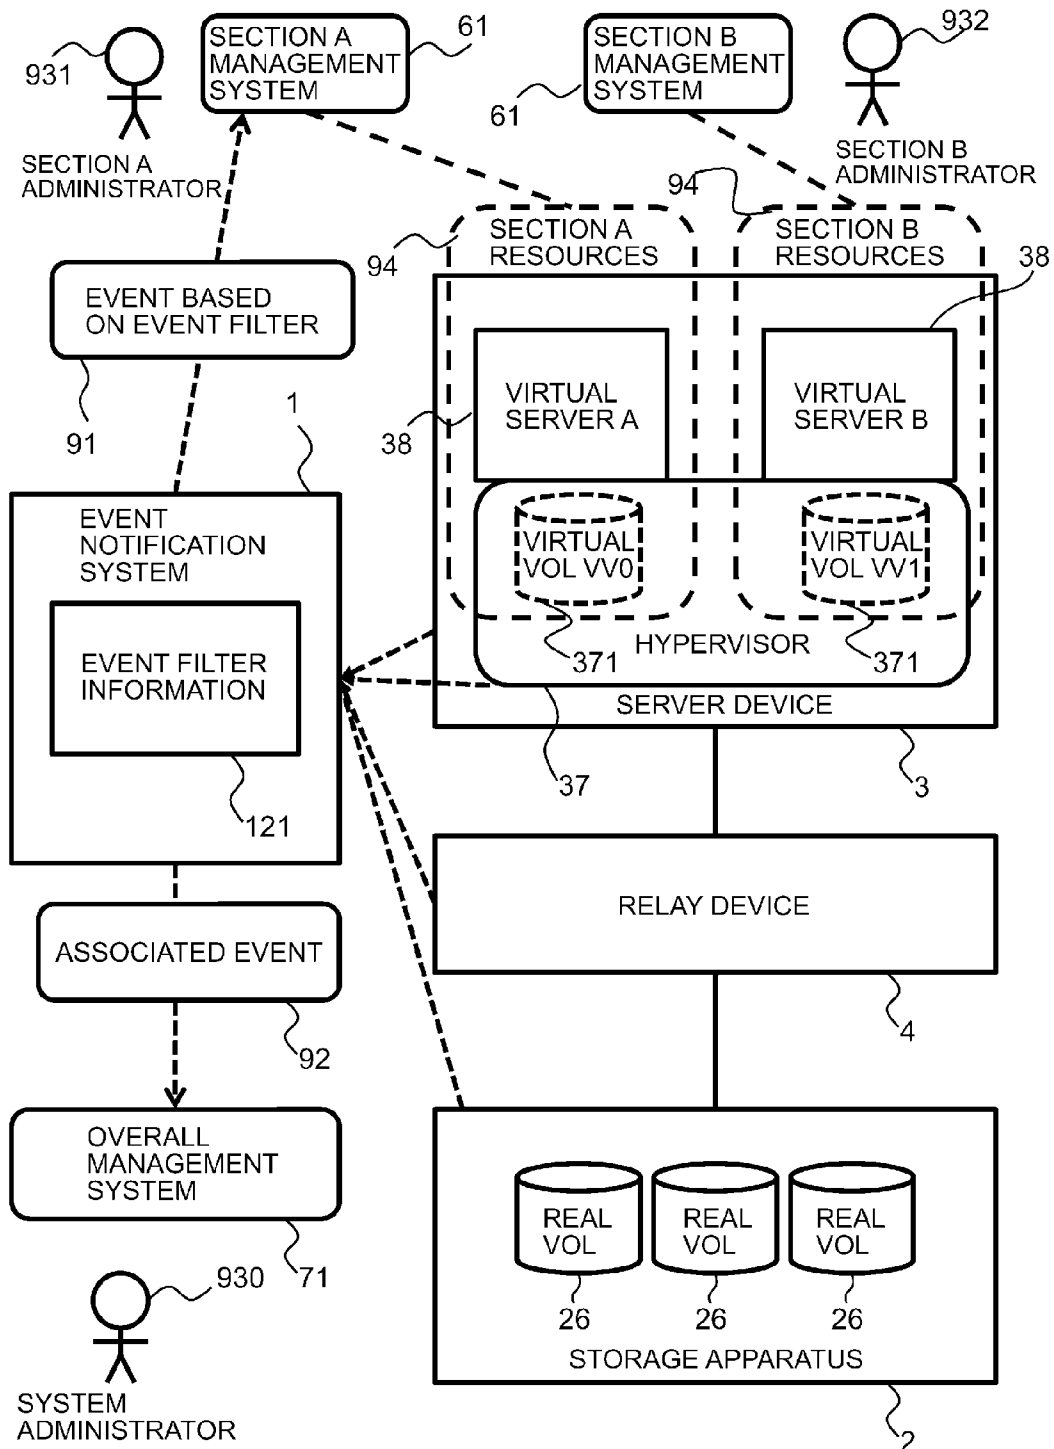 931
SECTION A
ADMINISTRATOR
SECTION A
MANAGEMENT
SYSTEM
61
SECTION B
MANAGEMENT
SYSTEM
61
932
SECTION B
ADMINISTRATOR
94
SECTION A
RESOURCES
94
SECTION B
RESOURCES
38
EVENT BASED
ON EVENT FILTER
91
1
VIRTUAL
SERVER A
38
VIRTUAL
SERVER B
EVENT
NOTIFICATION
SYSTEM
VIRTUAL
VOL VV0
VIRTUAL
VOL VV1
371
HYPERVISOR
371
EVENT FILTER
INFORMATION
121
SERVER DEVICE
37
3
RELAY DEVICE
4
ASSOCIATED EVENT
92
OVERALL
MANAGEMENT
SYSTEM
71
REAL
VOL
REAL
VOL
REAL
VOL
26
26
26
STORAGE APPARATUS
2
930
SYSTEM
ADMINISTRATOR